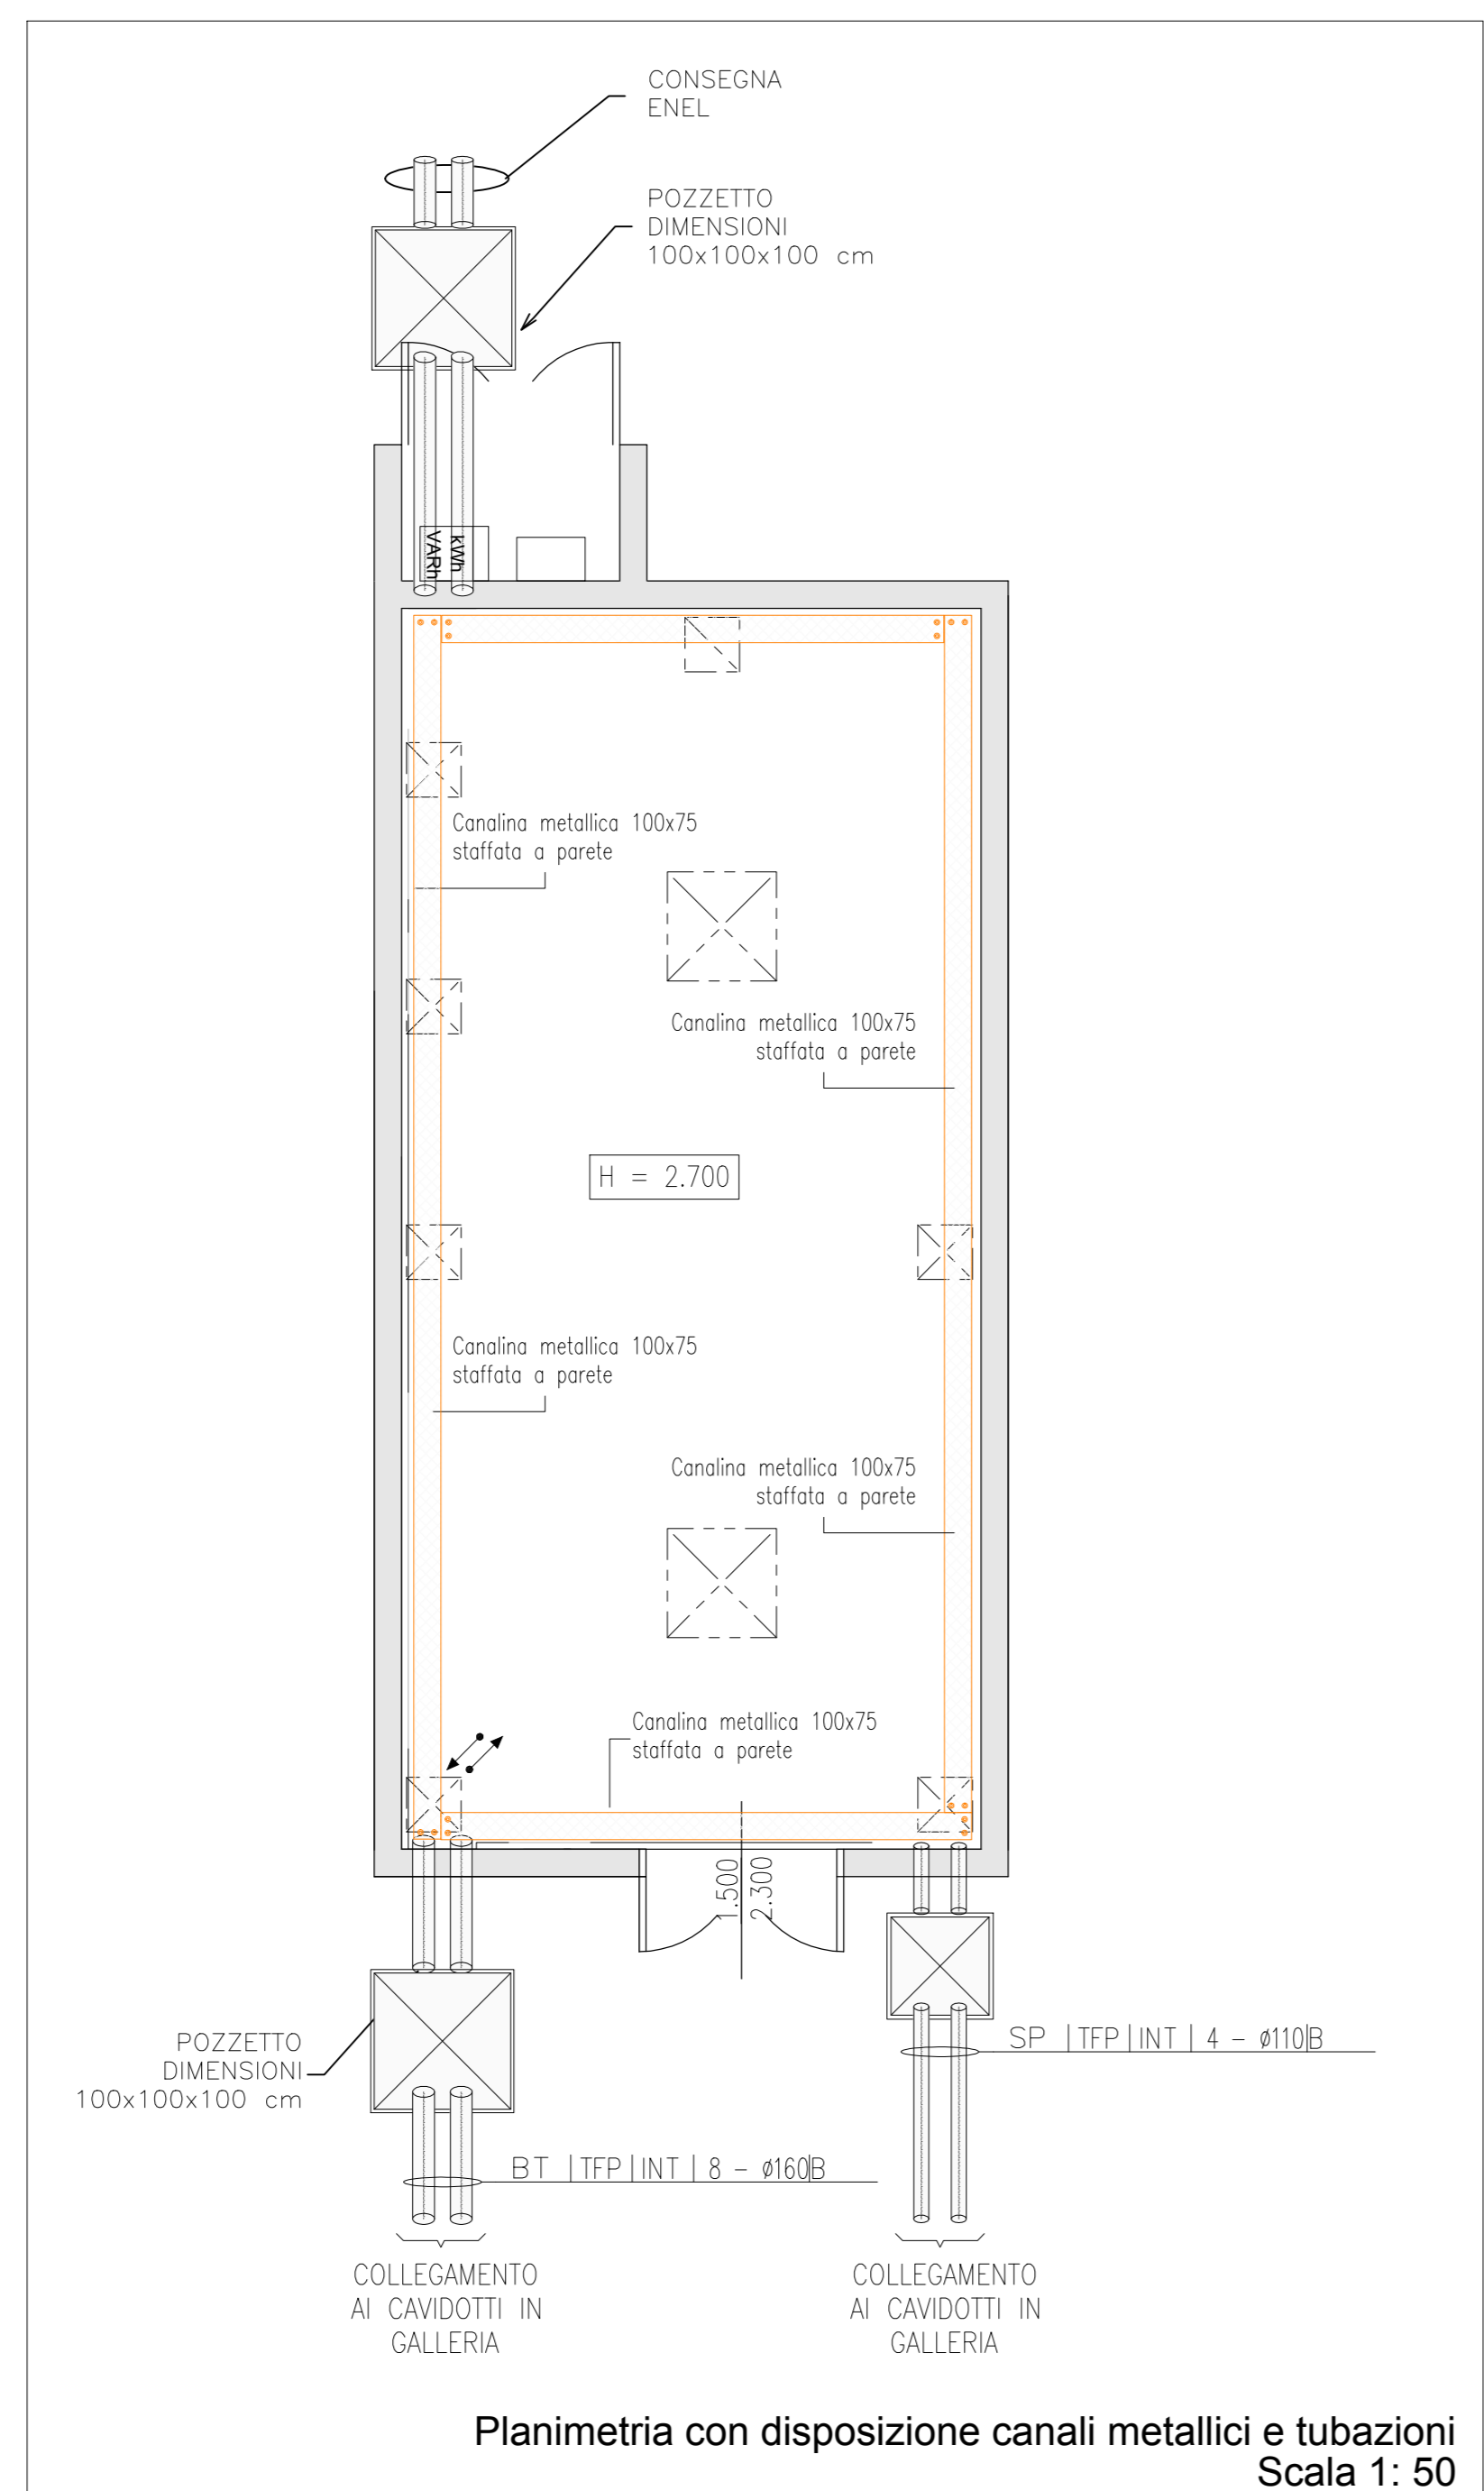 CONSEGNA
ENEL
POZZETTO
DIMENSIONI
100x100x100 cm
kWh
VARh
Canalina metallica 100x75
staffata a parete
Canalina metallica 100x75
staffata a parete
H = 2.700
Canalina metallica 100x75
staffata a parete
Canalina metallica 100x75
staffata a parete
Canalina metallica 100x75
staffata a parete
1.500
2.300
POZZETTO
DIMENSIONI
100x100x100 cm
SP |TFP|INT | 4 - ø110|B
BT |TFP|INT | 8 - ø160|B
COLLEGAMENTO
AI CAVIDOTTI IN
GALLERIA
COLLEGAMENTO
AI CAVIDOTTI IN
GALLERIA
Planimetria con disposizione canali metallici e tubazioni
Scala 1: 50